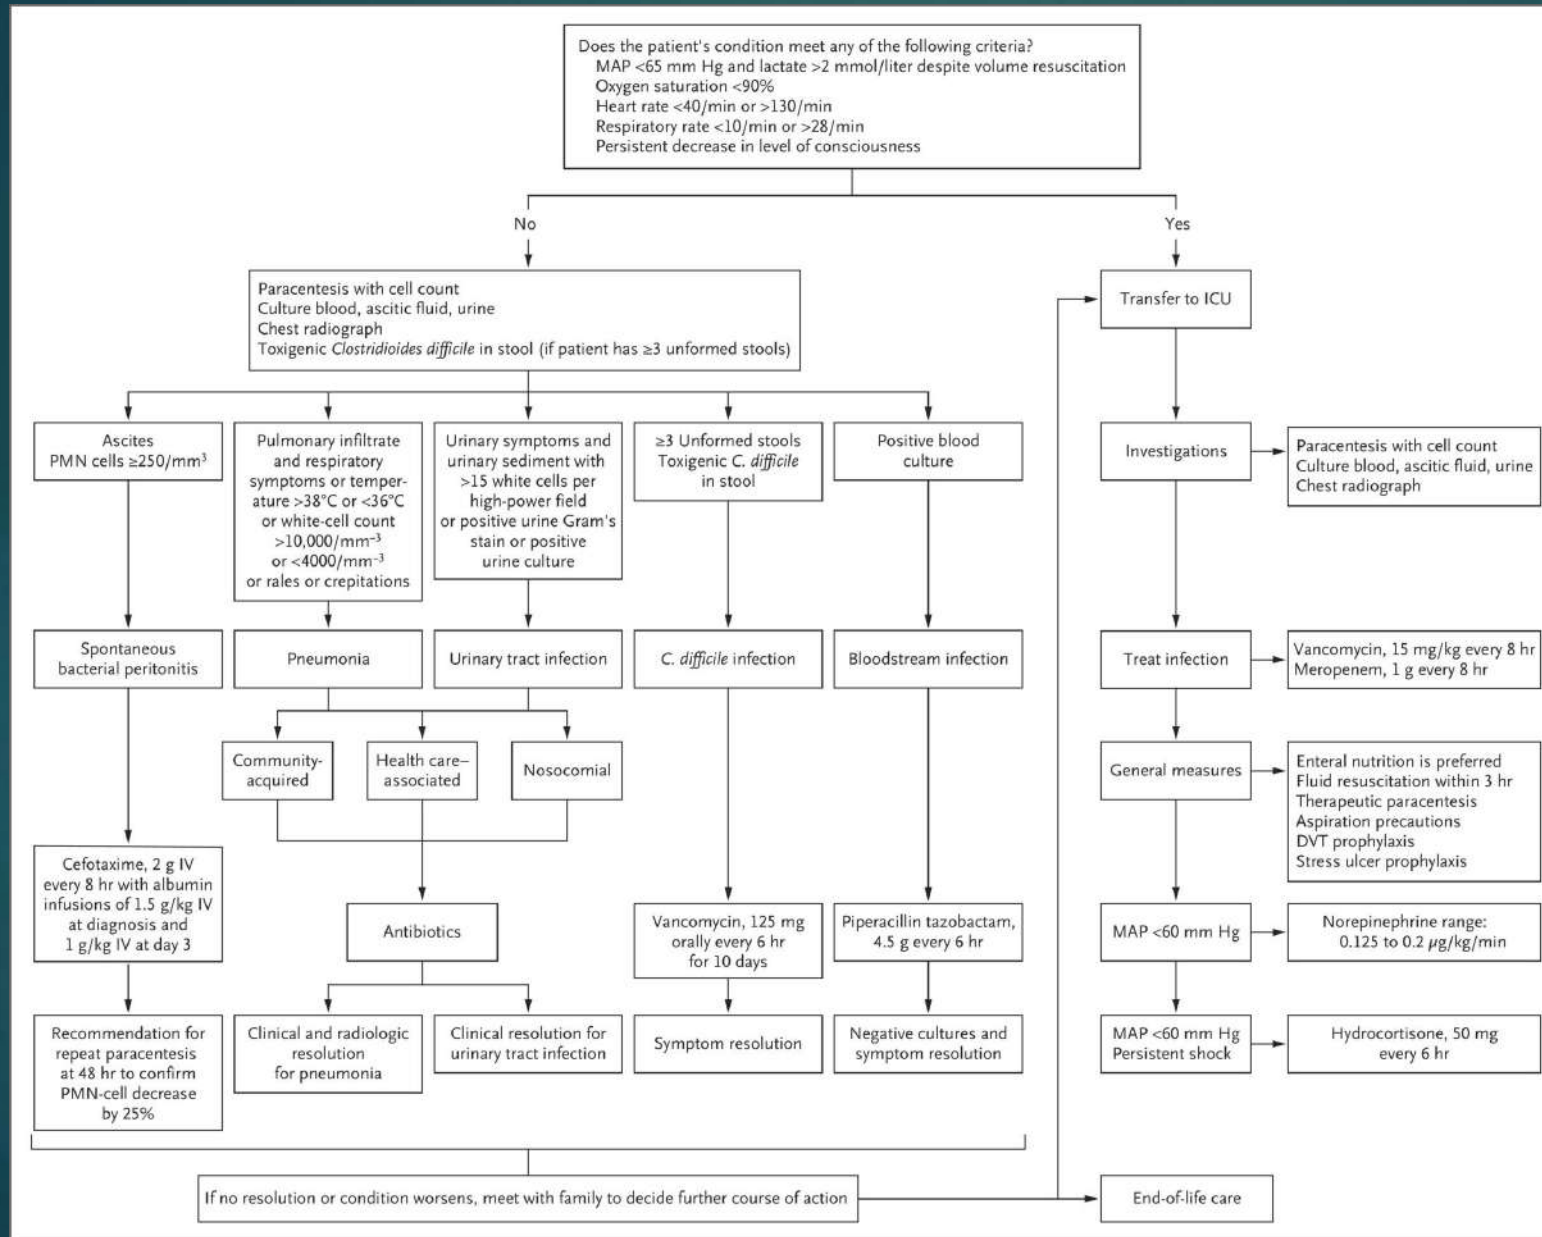 Does the patient's condition meet any of the following criteria?
MAP <65 mm Hg and lactate >2 mmol/liter despite volume resuscitation
Oxygen saturation <90%
Heart rate <40/min or >130/min
Respiratory rate <10/min or >28/min
Persistent decrease in level of consciousness
No
Yes
Paracentesis with cell count
Culture blood, ascitic fluid, urine
Chest radiograph
Toxigenic Clostridioides difficile in stool (if patient has ≥3 unformed stools)
Transfer to ICU
Ascites
PMN cells ≥250/mm³
Pulmonary infiltrate
and respiratory
symptoms or temper-
ature >38°C or <36°C
or white-cell count
>10,000/mm⁻³
or <4000/mm⁻³
or rales or crepitations
Urinary symptoms and
urinary sediment with
>15 white cells per
high-power field
or positive urine Gram's
stain or positive
urine culture
≥3 Unformed stools
Toxigenic C. difficile
in stool
Positive blood
culture
Investigations
Paracentesis with cell count
Culture blood, ascitic fluid, urine
Chest radiograph
Spontaneous
bacterial peritonitis
Pneumonia
Urinary tract infection
C. difficile infection
Bloodstream infection
Treat infection
Vancomycin, 15 mg/kg every 8 hr
Meropenem, 1 g every 8 hr
Community-
acquired
Health care–
associated
Nosocomial
General measures
Enteral nutrition is preferred
Fluid resuscitation within 3 hr
Therapeutic paracentesis
Aspiration precautions
DVT prophylaxis
Stress ulcer prophylaxis
Cefotaxime, 2 g IV
every 8 hr with albumin
infusions of 1.5 g/kg IV
at diagnosis and
1 g/kg IV at day 3
Antibiotics
Vancomycin, 125 mg
orally every 6 hr
for 10 days
Piperacillin tazobactam,
4.5 g every 6 hr
MAP <60 mm Hg
Norepinephrine range:
0.125 to 0.2 µg/kg/min
Recommendation for
repeat paracentesis
at 48 hr to confirm
PMN-cell decrease
by 25%
Clinical and radiologic
resolution
for pneumonia
Clinical resolution for
urinary tract infection
Symptom resolution
Negative cultures and
symptom resolution
MAP <60 mm Hg
Persistent shock
Hydrocortisone, 50 mg
every 6 hr
If no resolution or condition worsens, meet with family to decide further course of action
End-of-life care